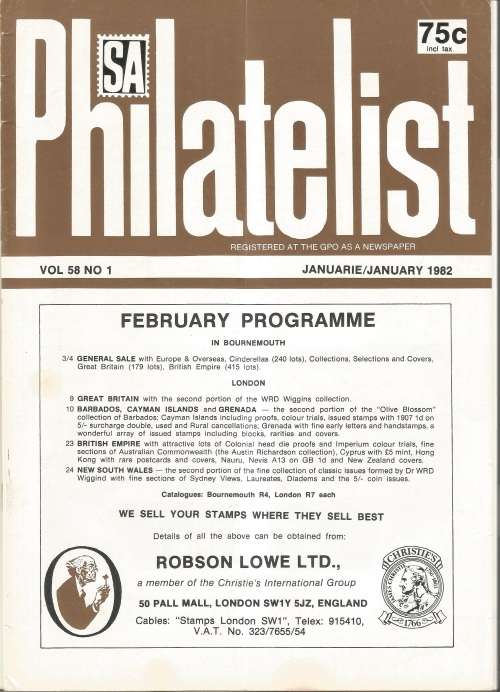 SA
75c
incl tax
Philatelist
REGISTERED AT THE GPO AS A NEWSPAPER
VOL 58 NO 1
JANUARIE/JANUARY 1982
FEBRUARY PROGRAMME
IN BOURNEMOUTH
3/4 GENERAL SALE with Europe & Overseas, Cinderellas (240 lots), Collections, Selections and Covers,
Great Britain (179 lots), British Empire (415 lots).
LONDON
9 GREAT BRITAIN with the second portion of the WRD Wiggins collection.
10 BARBADOS, CAYMAN ISLANDS and GRENADA — the second portion of the "Olive Blossom"
collection of Barbados; Cayman Islands including proofs, colour trials, issued stamps with 1907 1d on
5/- surcharge double, used and Rural cancellations; Grenada with fine early letters and handstamps, a
wonderful array of issued stamps including blocks, rarities and covers.
23 BRITISH EMPIRE with attractive lots of Colonial head die proofs and Imperium colour trials, fine
sections of Australian Commonwealth (the Austin Richardson collection), Cyprus with £5 mint, Hong
Kong with rare postcards and covers, Nauru, Nevis A13 on GB 1d and New Zealand covers.
24 NEW SOUTH WALES — the second portion of the fine collection of classic issues formed by Dr WRD
Wiggind with fine sections of Sydney Views, Laureates, Diadems and the 5/- coin issues.
Catalogues: Bournemouth R4, London R7 each
WE SELL YOUR STAMPS WHERE THEY SELL BEST
Details of all the above can be obtained from:
ROBSON LOWE LTD.,
a member of the Christie's International Group
50 PALL MALL, LONDON SW1Y 5JZ, ENGLAND
Cables: "Stamps London SW1", Telex: 915410,
V.A.T. No. 323/7655/54
CHRISTIE'S
1766